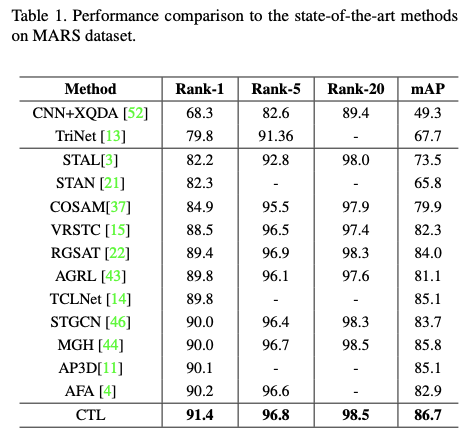 Table 1. Performance comparison to the state-of-the-art methods
on MARS dataset.
Method Rank-1 Rank-5 Rank-20 mAP
CNN+XQDA [52] 68.3 82.6 89.4 49.3
TriNet [13] 79.8 91.36 - 67.7
STAL[3] 82.2 92.8 98.0 73.5
STAN [21] 82.3 - - 65.8
COSAM[37] 84.9 95.5 97.9 79.9
VRSTC [15] 88.5 96.5 97.4 82.3
RGSAT [22] 89.4 96.9 98.3 84.0
AGRL [43] 89.8 96.1 97.6 81.1
TCLNet [14] 89.8 - - 85.1
STGCN [46] 90.0 96.4 98.3 83.7
MGH [44] 90.0 96.7 98.5 85.8
AP3D[11] 90.1 - - 85.1
AFA [4] 90.2 96.6 - 82.9
CTL 91.4 96.8 98.5 86.7